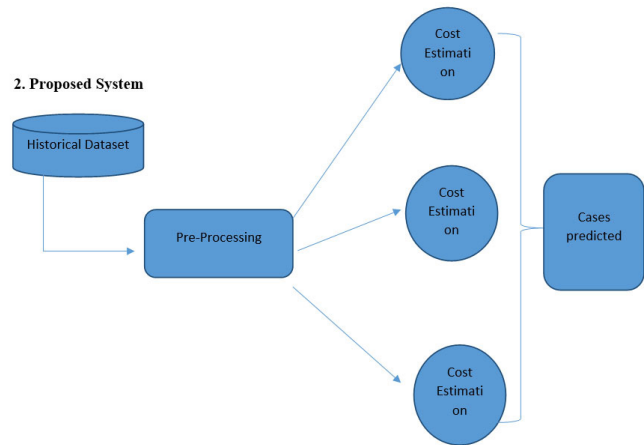 2. Proposed System
Historical Dataset
Pre-Processing
Cost
Estimati
on
Cost
Estimati
on
Cost
Estimati
on
Cases
predicted